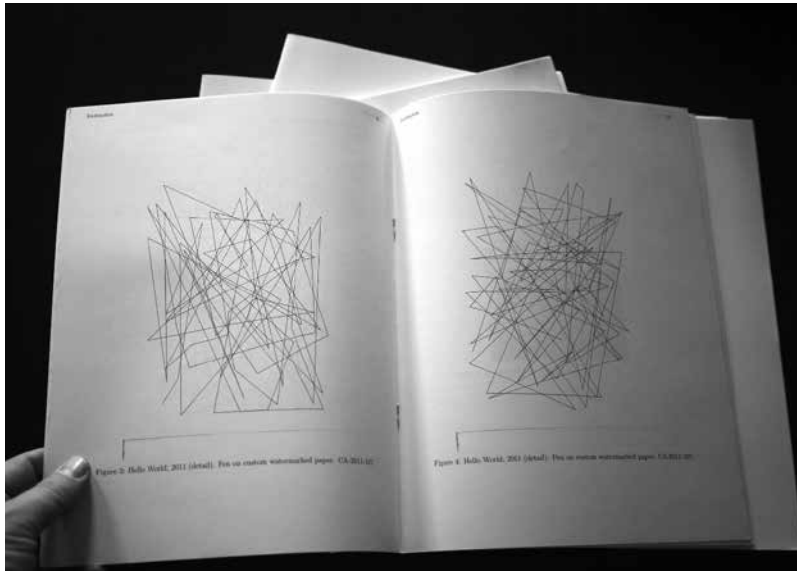 Figure 3: Hello World, 2011 (detail). Pen on custom watermarked paper.
Figure 4: Hello World, 2011 (detail). Pen on custom watermarked paper.